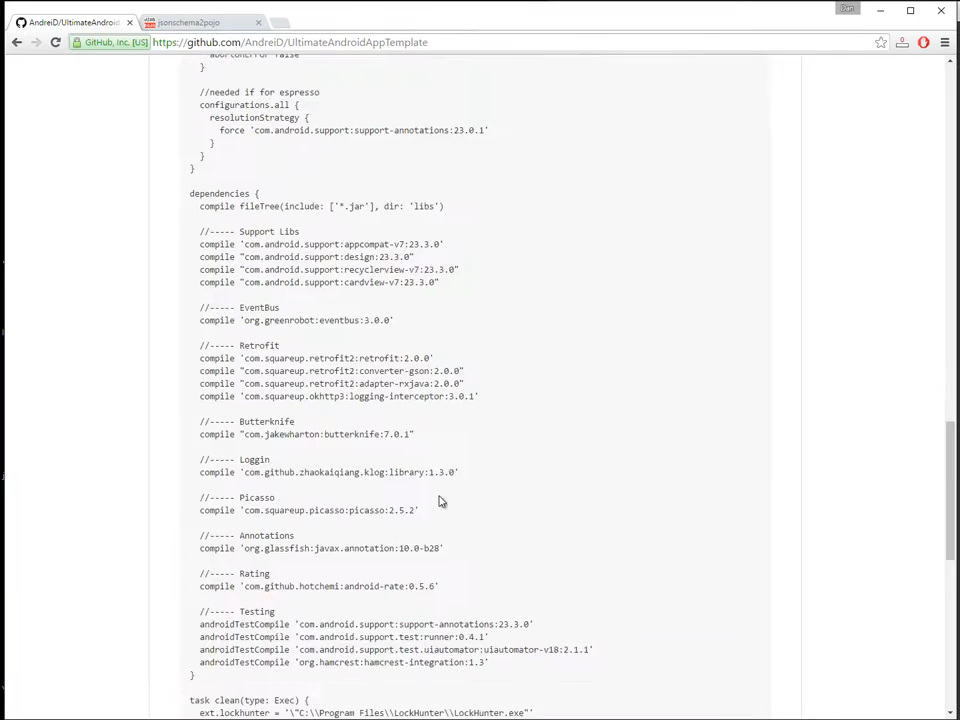 Dan
AndreiD/UltimateAndroid
jsonschema2pojo
GitHub, Inc. [US]
https://github.com/AndreiD/UltimateAndroidAppTemplate
abortOnError false
}
//needed if for espresso
configurations.all {
resolutionStrategy {
force 'com.android.support:support-annotations:23.0.1'
}
}
}
dependencies {
compile fileTree(include: ['*.jar'], dir: 'libs')
//----- Support Libs
compile 'com.android.support:appcompat-v7:23.3.0'
compile "com.android.support:design:23.3.0"
compile "com.android.support:recyclerview-v7:23.3.0"
compile "com.android.support:cardview-v7:23.3.0"
//----- EventBus
compile 'org.greenrobot:eventbus:3.0.0'
//----- Retrofit
compile 'com.squareup.retrofit2:retrofit:2.0.0'
compile "com.squareup.retrofit2:converter-gson:2.0.0"
compile "com.squareup.retrofit2:adapter-rxjava:2.0.0"
compile 'com.squareup.okhttp3:logging-interceptor:3.0.1'
//----- Butterknife
compile "com.jakewharton:butterknife:7.0.1"
//----- Loggin
compile 'com.github.zhaokaiqiang.klog:library:1.3.0'
//----- Picasso
compile 'com.squareup.picasso:picasso:2.5.2'
//----- Annotations
compile 'org.glassfish:javax.annotation:10.0-b28'
//----- Rating
compile 'com.github.hotchemi:android-rate:0.5.6'
//----- Testing
androidTestCompile 'com.android.support:support-annotations:23.3.0'
androidTestCompile 'com.android.support.test:runner:0.4.1'
androidTestCompile 'com.android.support.test.uiautomator:uiautomator-v18:2.1.1'
androidTestCompile 'org.hamcrest:hamcrest-integration:1.3'
}
task clean(type: Exec) {
ext.lockhunter = '\"C:\\Program Files\\LockHunter\\LockHunter.exe"'